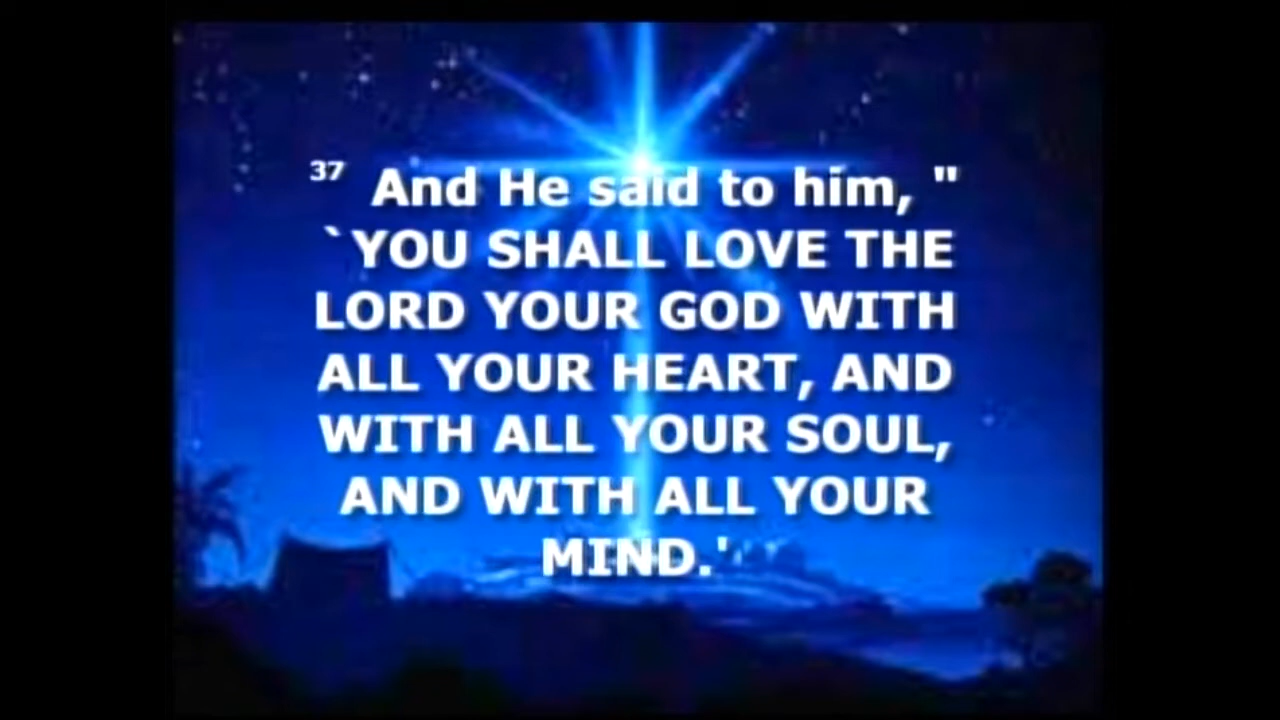 37 And He said to him, "
`YOU SHALL LOVE THE
LORD YOUR GOD WITH
ALL YOUR HEART, AND
WITH ALL YOUR SOUL,
AND WITH ALL YOUR
MIND.'